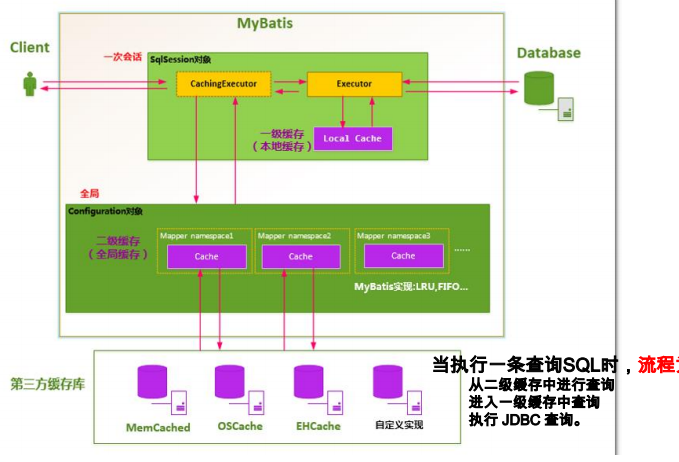 MyBatis
Client
Database
一次会话
SqlSession对象
CachingExecutor
Executor
一级缓存
（本地缓存）
Local Cache
全局
Configuration对象
二级缓存
（全局缓存）
Mapper namespace1
Cache
Mapper namespace2
Cache
Mapper namespace3
Cache
......
MyBatis实现:LRU,FIFO...
第三方缓存库
MemCached
OSCache
EHCache
自定义实现
当执行一条查询SQL时，流程
从二级缓存中进行查询
进入一级缓存中查询
执行 JDBC 查询。